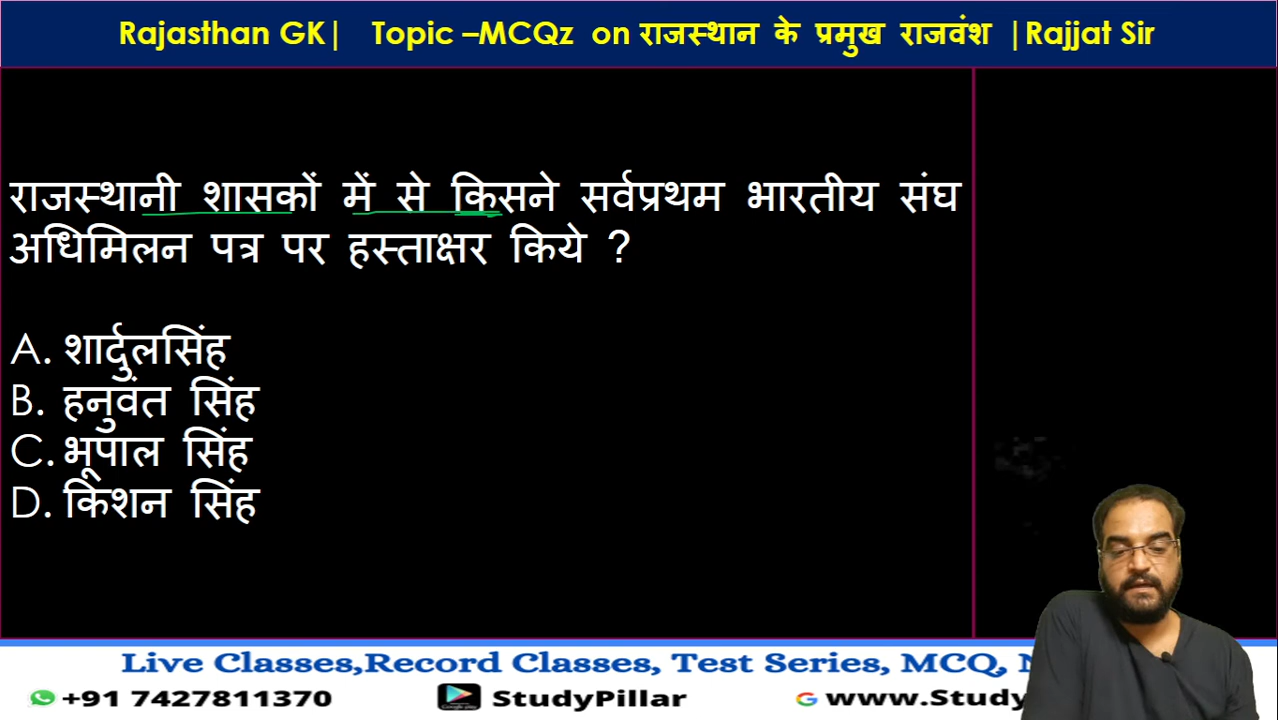 Rajasthan GK| Topic –MCQz on राजस्थान के प्रमुख राजवंश |Rajjat Sir
राजस्थानी शासकों में से किसने सर्वप्रथम भारतीय संघ
अधिमिलन पत्र पर हस्ताक्षर किये ?
A. शार्दुलसिंह
B. हनुवंत सिंह
C. भूपाल सिंह
D. किशन सिंह
Live Classes,Record Classes, Test Series, MCQ,
+91 7427811370 StudyPillar www.Study